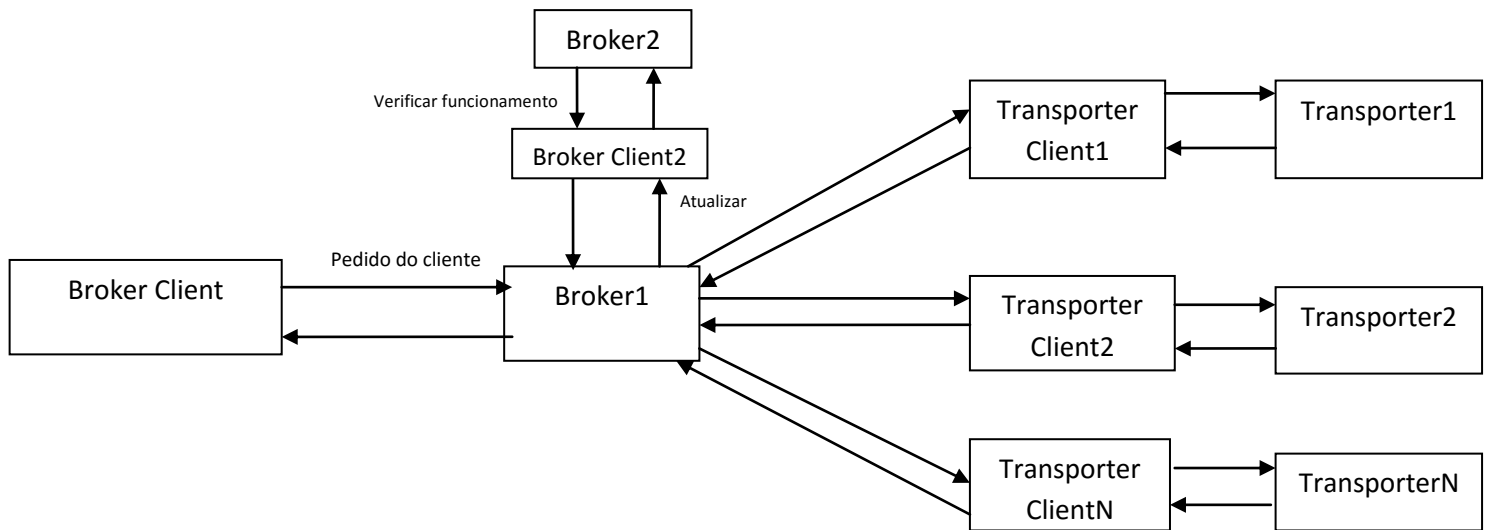 Broker2
Verificar funcionamento
Broker Client2
Atualizar
Pedido do cliente
Broker Client
Broker1
Transporter
Client1
Transporter1
Transporter
Client2
Transporter2
Transporter
ClientN
TransporterN